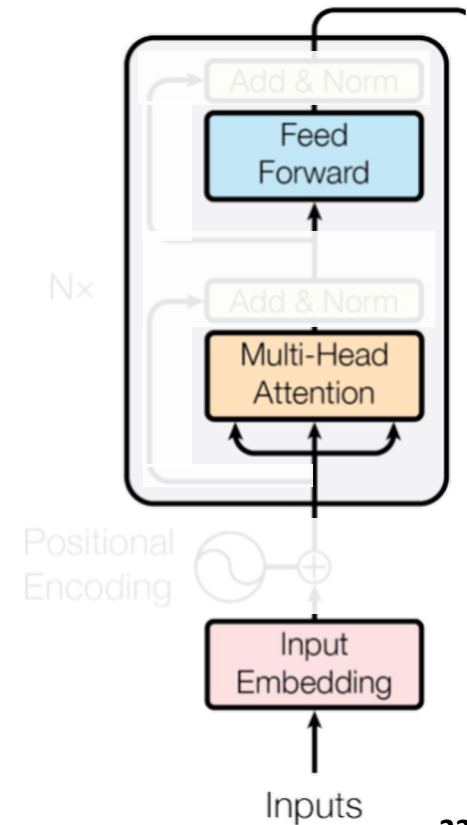 Add & Norm
Feed
Forward
Nx
Add & Norm
Multi-Head
Attention
Positional
Encoding
Input
Embedding
Inputs